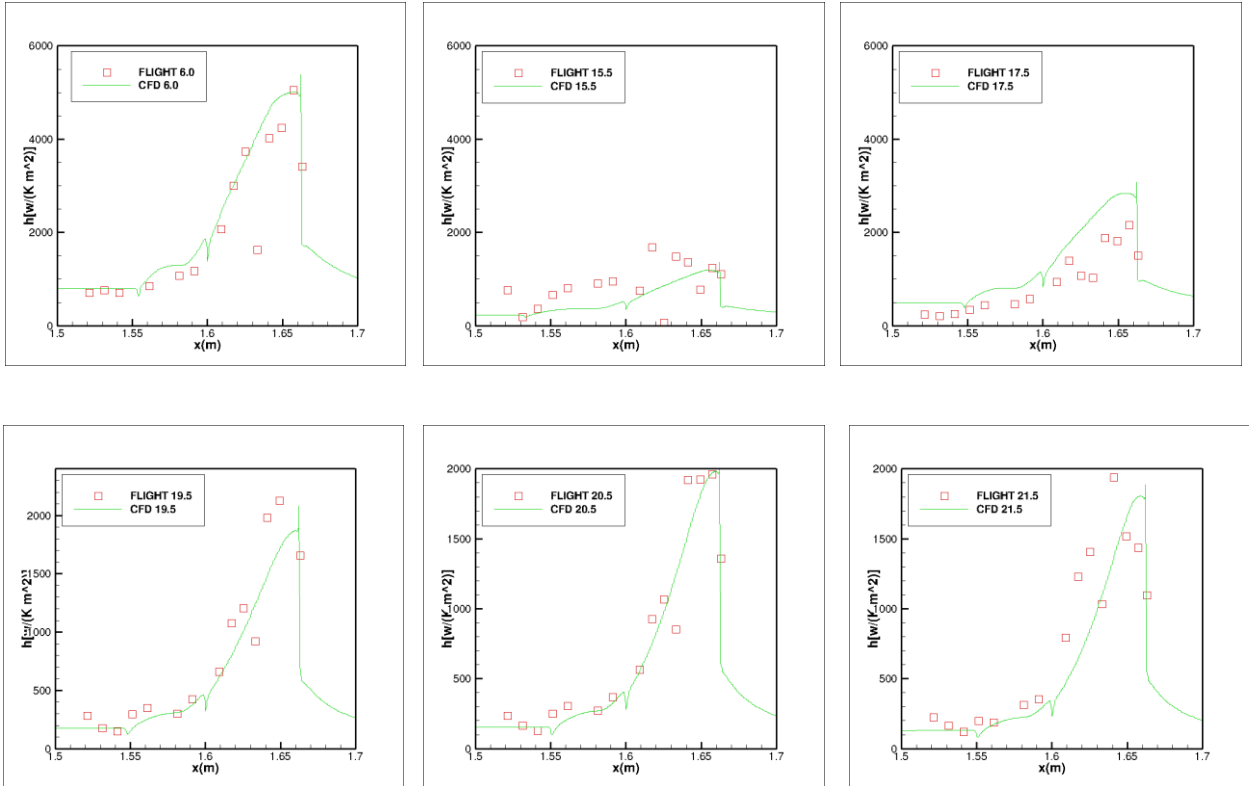 6000
4000
2000
0
h[w/(K m^2)]
FLIGHT 6.0
CFD 6.0
1.5
1.55
1.6
1.65
1.7
x(m)
6000
4000
2000
0
h[w/(K m^2)]
FLIGHT 15.5
CFD 15.5
1.5
1.55
1.6
1.65
1.7
x(m)
6000
4000
2000
0
h[w/(K m^2)]
FLIGHT 17.5
CFD 17.5
1.5
1.55
1.6
1.65
1.7
x(m)
2000
1500
1000
500
0
h[w/(K m^2)]
FLIGHT 19.5
CFD 19.5
1.5
1.55
1.6
1.65
1.7
x(m)
2000
1500
1000
500
0
h[w/(K m^2)]
FLIGHT 20.5
CFD 20.5
1.5
1.55
1.6
1.65
1.7
x(m)
2000
1500
1000
500
0
h[w/(K m^2)]
FLIGHT 21.5
CFD 21.5
1.5
1.55
1.6
1.65
1.7
x(m)